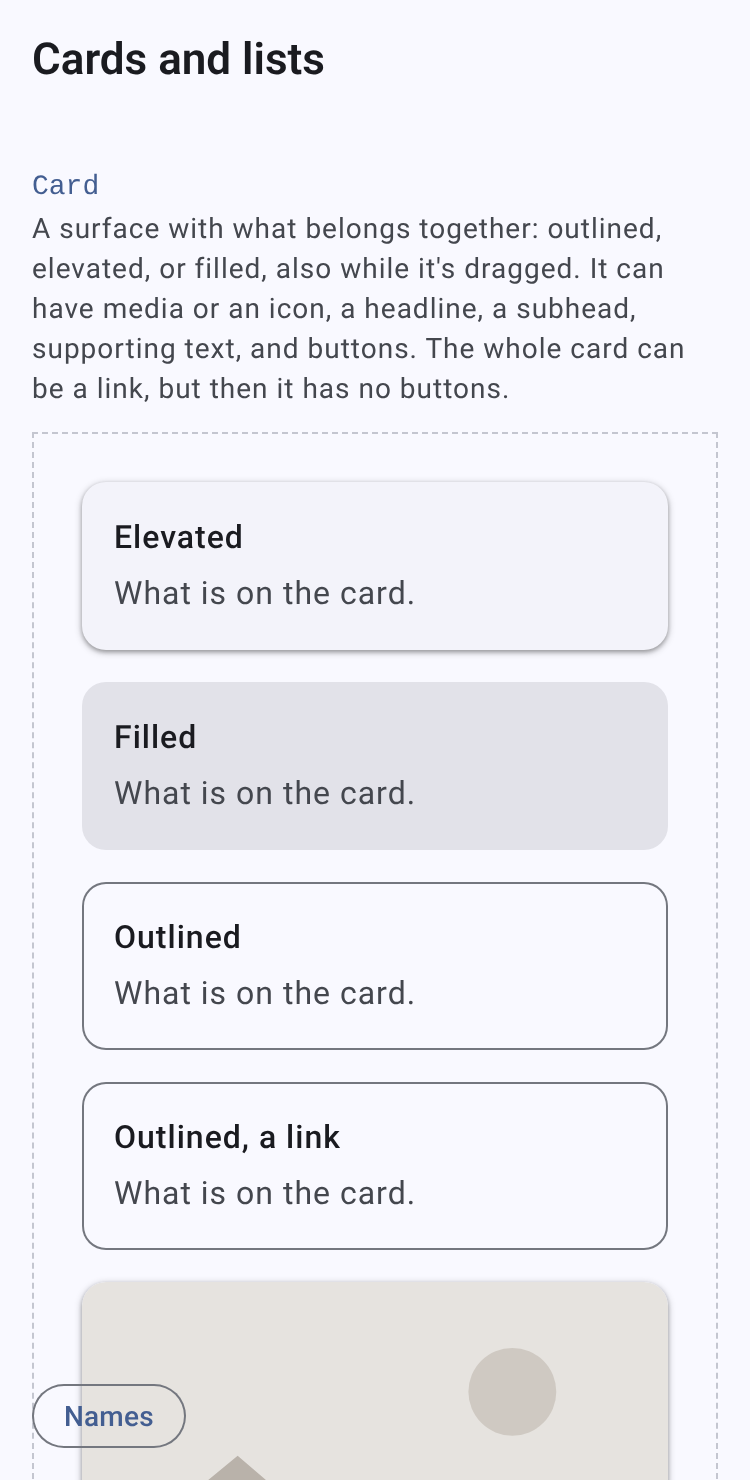 Cards and lists
Card
A surface with what belongs together: outlined,
elevated, or filled, also while it's dragged. It can
have media or an icon, a headline, a subhead,
supporting text, and buttons. The whole card can
be a link, but then it has no buttons.
Elevated
What is on the card.
Filled
What is on the card.
Outlined
What is on the card.
Outlined, a link
What is on the card.
Names